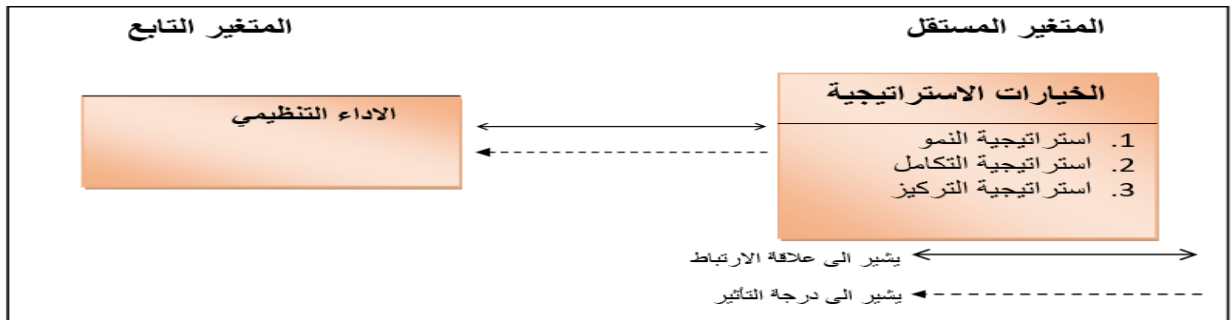 المتغير المستقل
المتغير التابع
الخيارات الاستراتيجية
1. استراتيجية النمو
2. استراتيجية التكامل
3. استراتيجية التركيز
الاداء التنظيمي
يشير الى علاقة الارتباط
يشير الى درجة التأثير